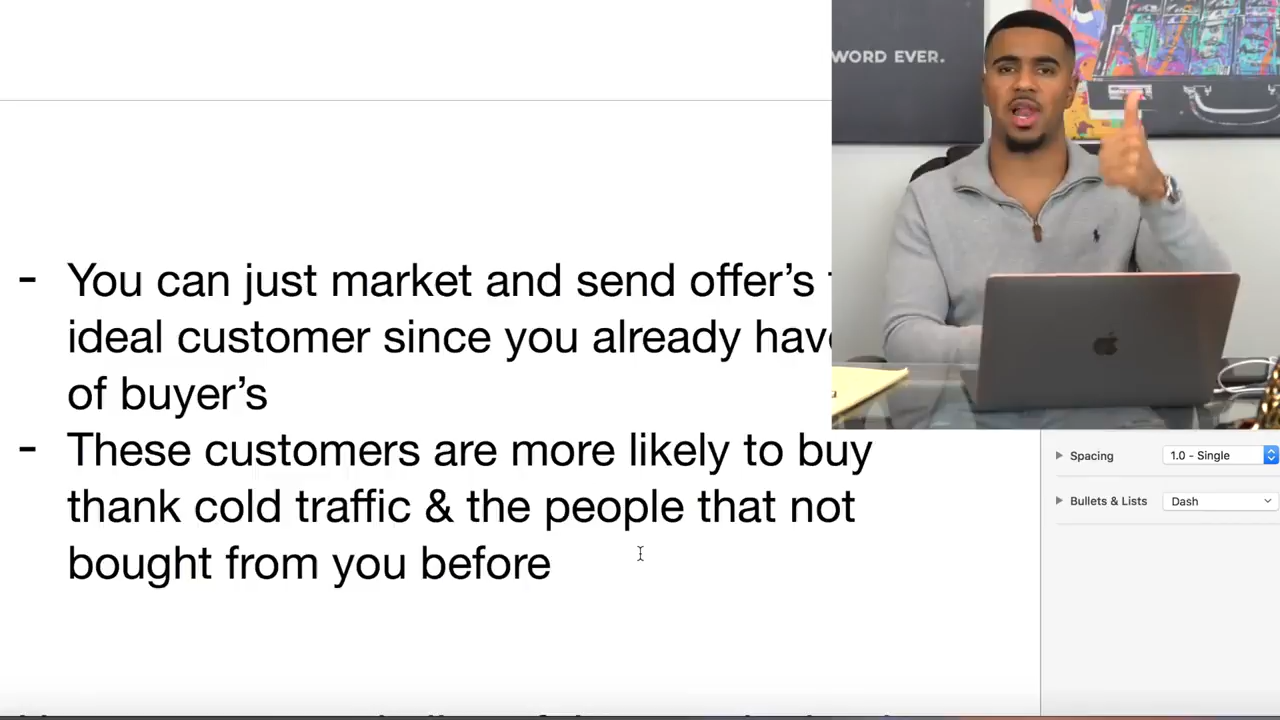 WORD EVER.
- You can just market and send offer's
ideal customer since you already have
of buyer's
- These customers are more likely to buy
thank cold traffic & the people that not
bought from you before
Spacing
1.0 - Single
Bullets & Lists
Dash